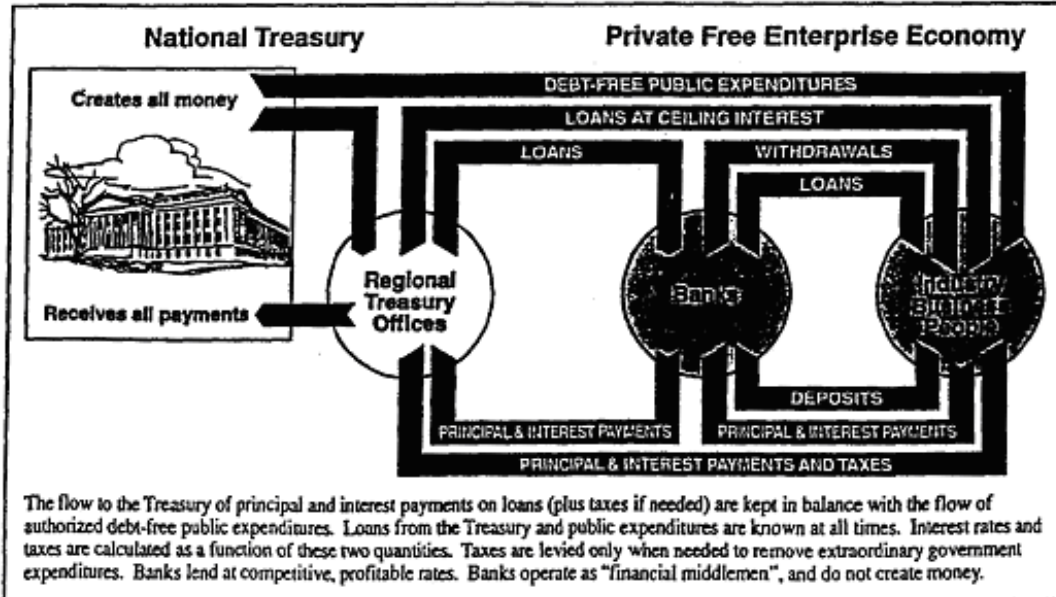 National Treasury
Private Free Enterprise Economy
Creates all money
DEBT-FREE PUBLIC EXPENDITURES
LOANS AT CEILING INTEREST
LOANS
WITHDRAWALS
LOANS
Regional
Treasury
Offices
Banks
Industry
Business
People
Receives all payments
DEPOSITS
PRINCIPAL & INTEREST PAYMENTS
PRINCIPAL & INTEREST PAYMENTS
PRINCIPAL & INTEREST PAYMENTS AND TAXES
The flow to the Treasury of principal and interest payments on loans (plus taxes if needed) are kept in balance with the flow of
authorized debt-free public expenditures. Loans from the Treasury and public expenditures are known at all times. Interest rates and
taxes are calculated as a function of these two quantities. Taxes are levied only when needed to remove extraordinary government
expenditures. Banks lend at competitive, profitable rates. Banks operate as "financial middlemen", and do not create money.